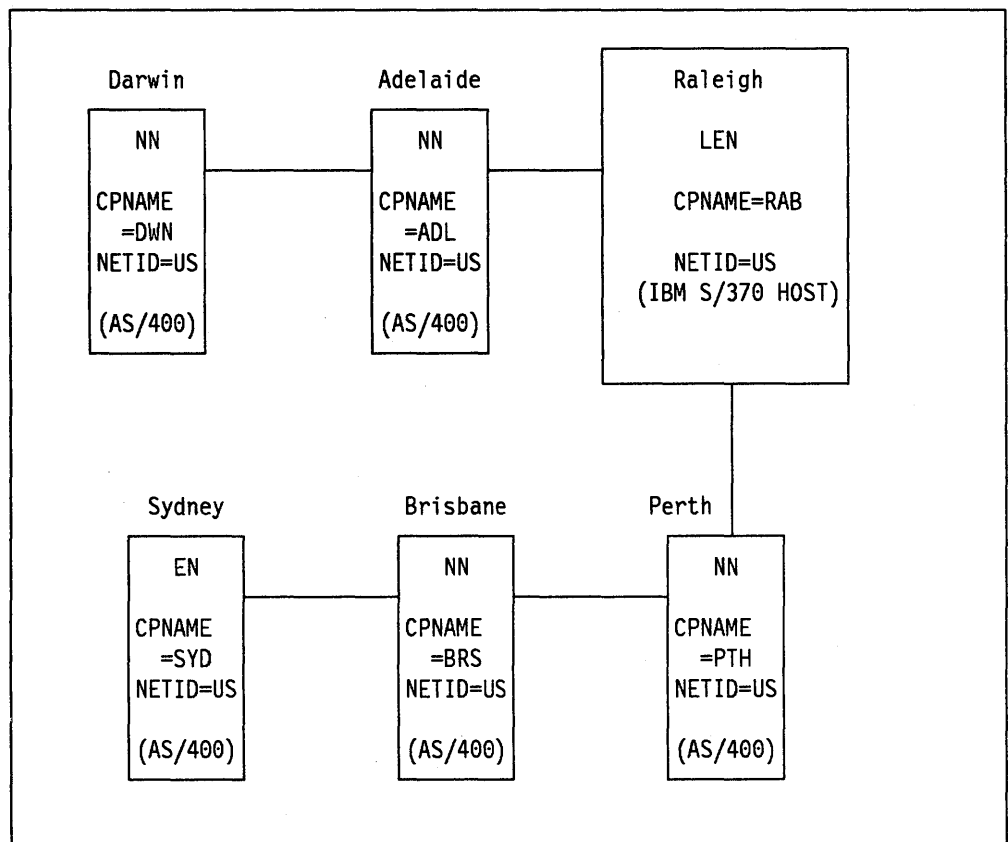 Darwin
NN
CPNAME
=DWN
NETID=US
(AS/400)
Adelaide
NN
CPNAME
=ADL
NETID=US
(AS/400)
Raleigh
LEN
CPNAME=RAB
NETID=US
(IBM S/370 HOST)
Sydney
EN
CPNAME
=SYD
NETID=US
(AS/400)
Brisbane
NN
CPNAME
=BRS
NETID=US
(AS/400)
Perth
NN
CPNAME
=PTH
NETID=US
(AS/400)